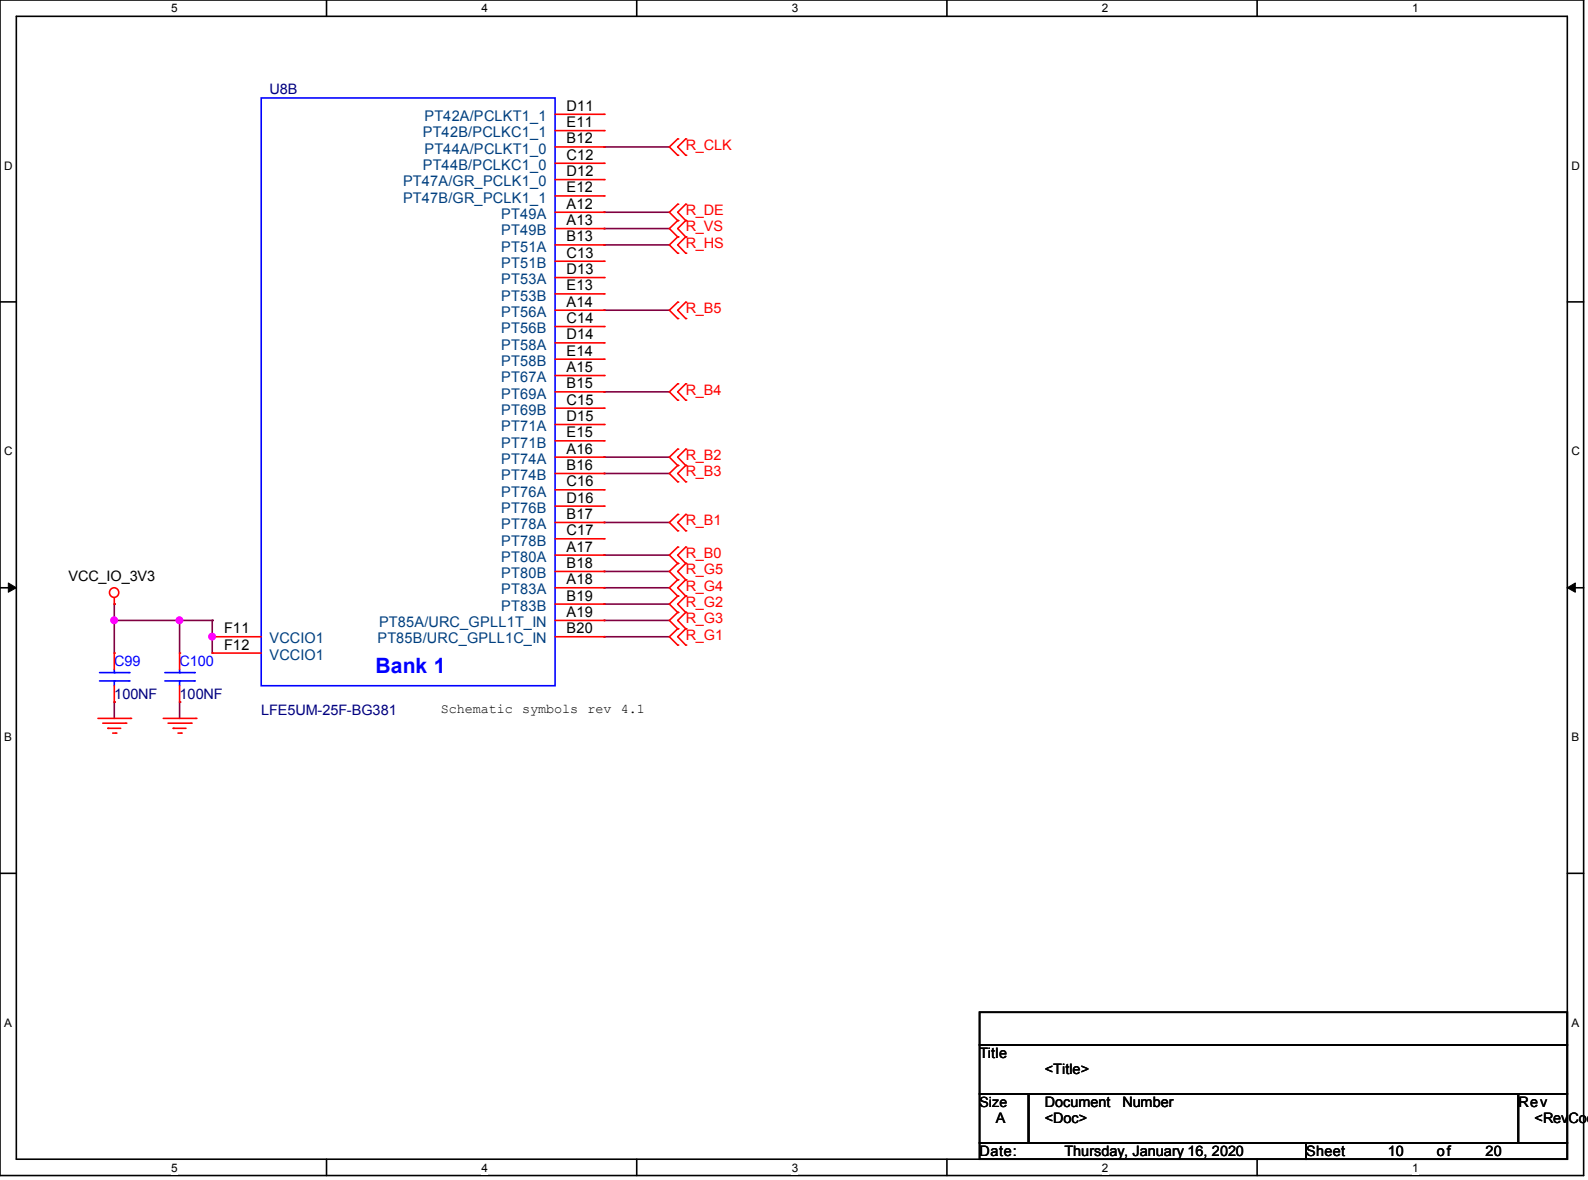 5 4 3 2 1
U8B
PT42A/PCLKT1_1 D11
PT42B/PCLKC1_1 E11
PT44A/PCLKT1_0 B12 R_CLK
PT44B/PCLKC1_0 C12
D D
PT47A/GR_PCLK1_0 D12
PT47B/GR_PCLK1_1 E12
PT49A A12 R_DE
PT49B A13 R_VS
PT51A B13 R_HS
PT51B C13
PT53A D13
PT53B E13
PT56A A14 R_B5
PT56B C14
PT58A D14
PT58B E14
PT67A A15
PT69A B15 R_B4
PT69B C15
PT71A D15
PT71B E15
C C
PT74A A16 R_B2
PT74B B16 R_B3
PT76A C16
PT76B D16
PT78A B17 R_B1
PT78B C17
PT80A A17 R_B0
PT80B B18 R_G5
VCC_IO_3V3
PT83A A18 R_G4
PT83B B19 R_G2
PT85A/URC_GPLL1T_IN A19 R_G3
F11 VCCIO1 PT85B/URC_GPLL1C_IN B20 R_G1
F12 VCCIO1
C99 C100 Bank 1
100NF 100NF
LFE5UM-25F-BG381 Schematic symbols rev 4.1
B B
A A
Title
<Title>
Size Document Number Rev
A <Doc> <RevCo
Date: Thursday, January 16, 2020 Sheet 10 of 20
5 4 3 2 1